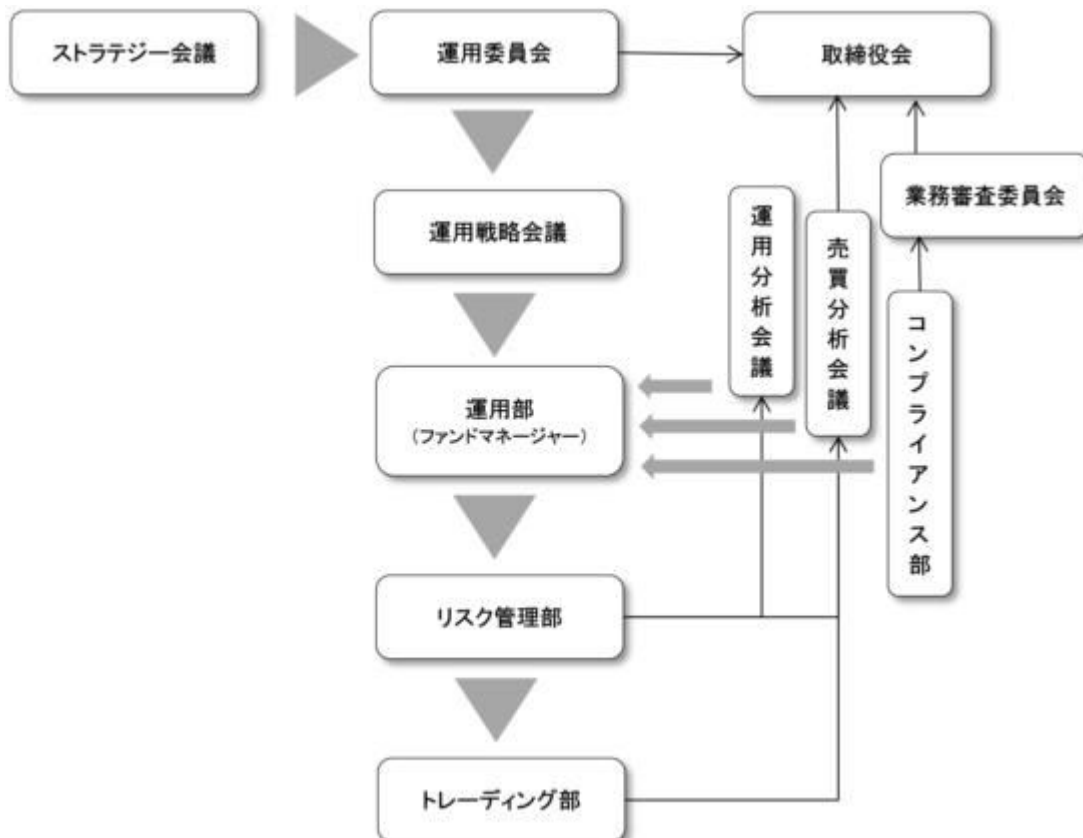 ストラテジー会議
運用委員会
取締役会
業務審査委員会
運用戦略会議
運用分析会議
売買分析会議
コンプライアンス部
運用部
(ファンドマネージャー)
リスク管理部
トレーディング部